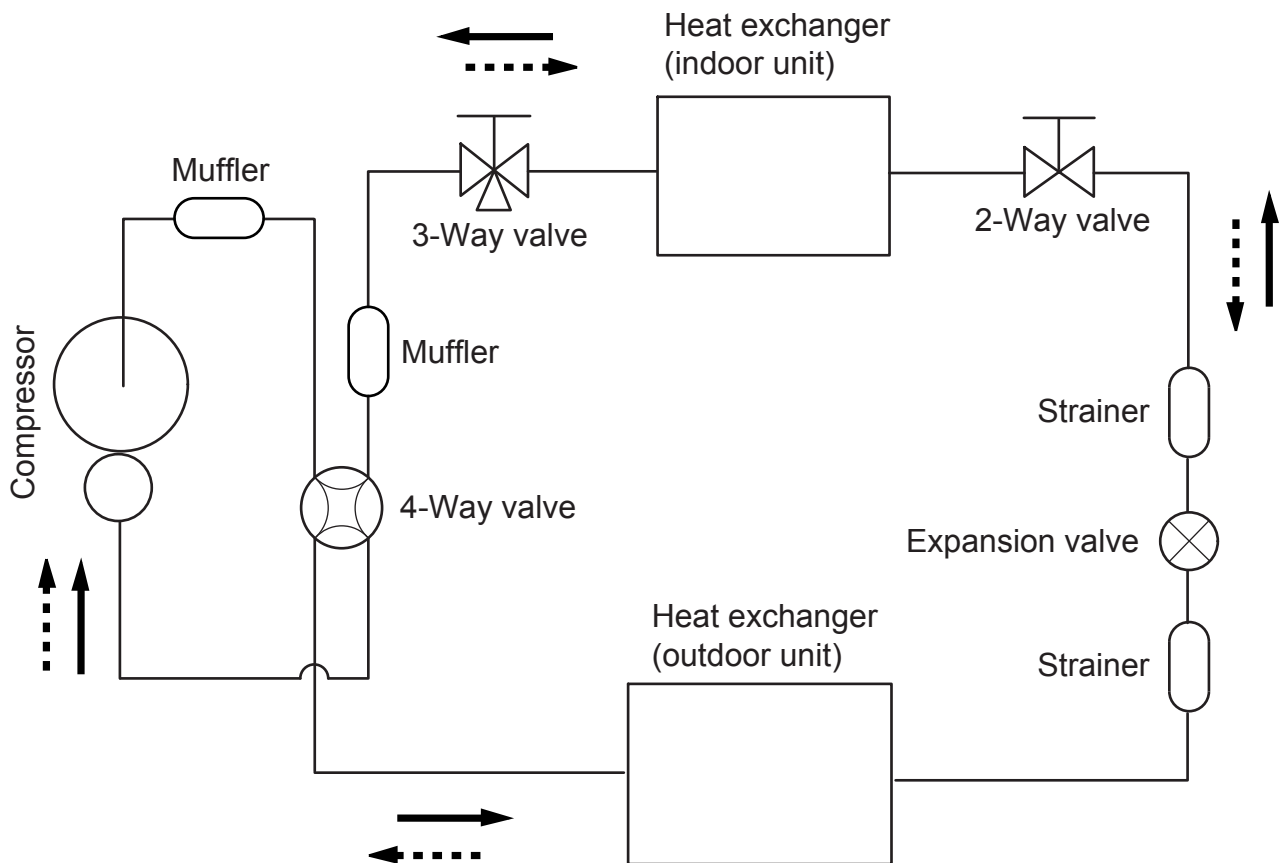 Heat exchanger
(indoor unit)
Muffler
3-Way valve
2-Way valve
Compressor
Muffler
Strainer
4-Way valve
Expansion valve
Heat exchanger
(outdoor unit)
Strainer